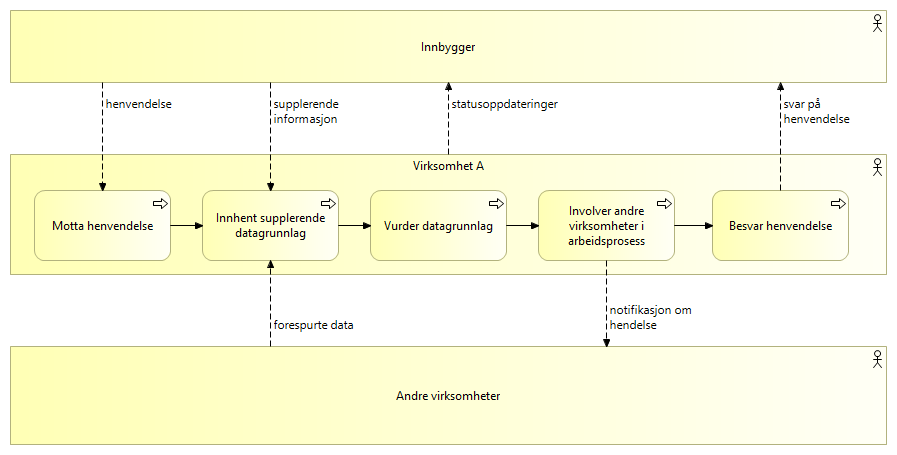 Innbygger
henvendelse
supplerende
informasjon
statusoppdateringer
svar på
henvendelse
Virksomhet A
Motta henvendelse
Innhent supplerende
datagrunnlag
Vurder datagrunnlag
Involver andre
virksomheter i
arbeidsprosess
Besvar henvendelse
forespurte data
notifikasjon om
hendelse
Andre virksomheter